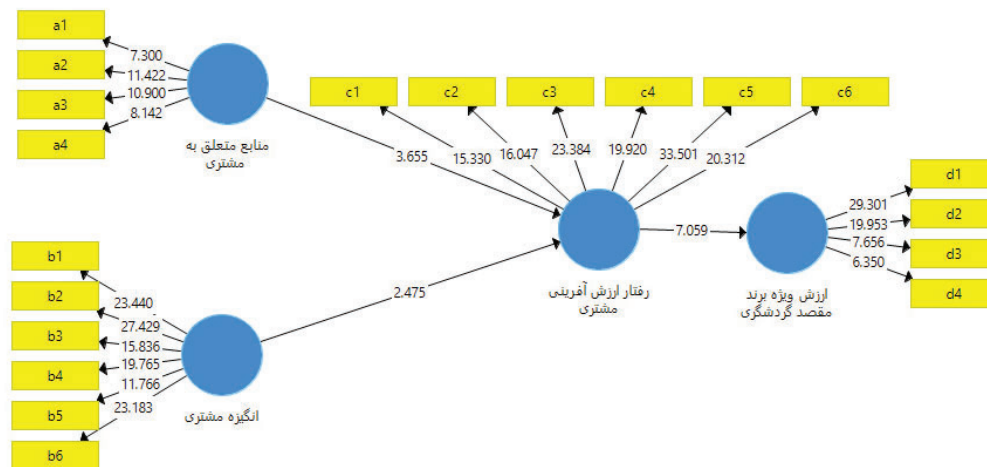 a1
a2
a3
a4
7.300
11.422
10.900
8.142
منابع متعلق به
مشتری
3.655
c1
c2
c3
c4
c5
c6
15.330
16.047
23.384
19.920
33.501
20.312
رفتار ارزش آفرینی
مشتری
7.059
ارزش ویژه برند
مقصد گردشگری
29.301
19.953
7.656
6.350
d1
d2
d3
d4
b1
b2
b3
b4
b5
b6
23.440
27.429
15.836
19.765
11.766
23.183
انگیزه مشتری
2.475